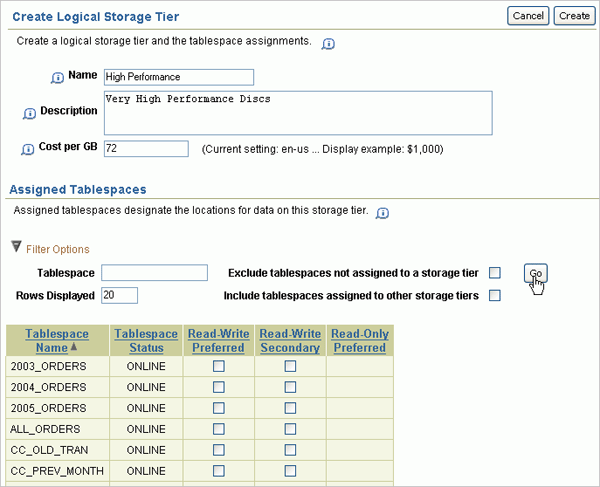 Create Logical Storage Tier
Cancel Create
Create a logical storage tier and the tablespace assignments.
Name High Performance
Description Very High Performance Discs
Cost per GB 72 (Current setting: en-us ... Display example: $1,000)
Assigned Tablespaces
Assigned tablespaces designate the locations for data on this storage tier.
Filter Options
Tablespace Exclude tablespaces not assigned to a storage tier Go
Rows Displayed 20 Include tablespaces assigned to other storage tiers
Tablespace Tablespace Read-Write Read-Write Read-Only
Name Status Preferred Secondary Preferred
2003_ORDERS ONLINE
2004_ORDERS ONLINE
2005_ORDERS ONLINE
ALL_ORDERS ONLINE
CC_OLD_TRAN ONLINE
CC_PREV_MONTH ONLINE